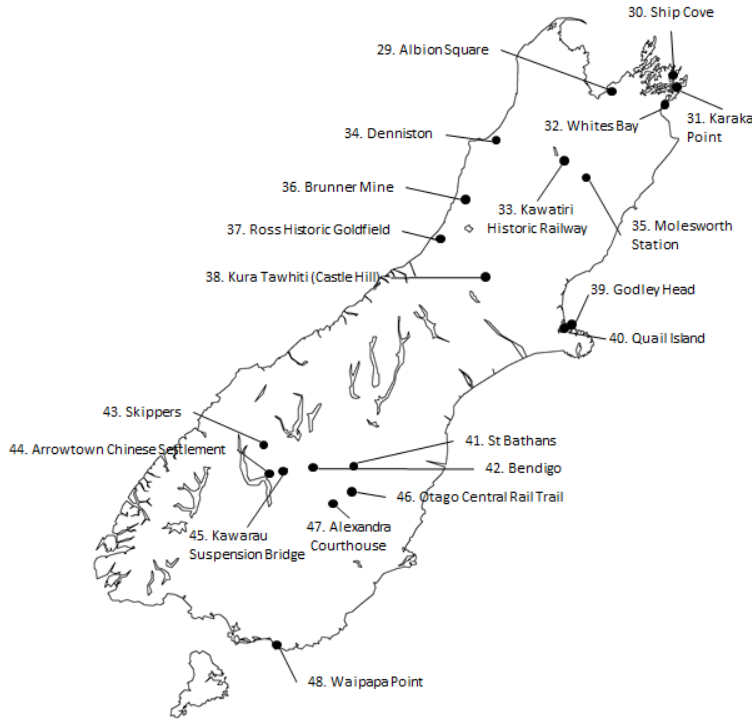 30. Ship Cove
29. Albion Square
31. Karaka
Point
32. Whites Bay
34. Denniston
36. Brunner Mine
33. Kawatiri
Historic Railway
35. Molesworth
Station
37. Ross Historic Goldfield
38. Kura Tawhiti (Castle Hill)
39. Godley Head
40. Quail Island
43. Skippers
44. Arrowtown Chinese Settlement
41. St Bathans
42. Bendigo
46. Otago Central Rail Trail
45. Kawarau
Suspension Bridge
47. Alexandra
Courthouse
48. Waipapa Point